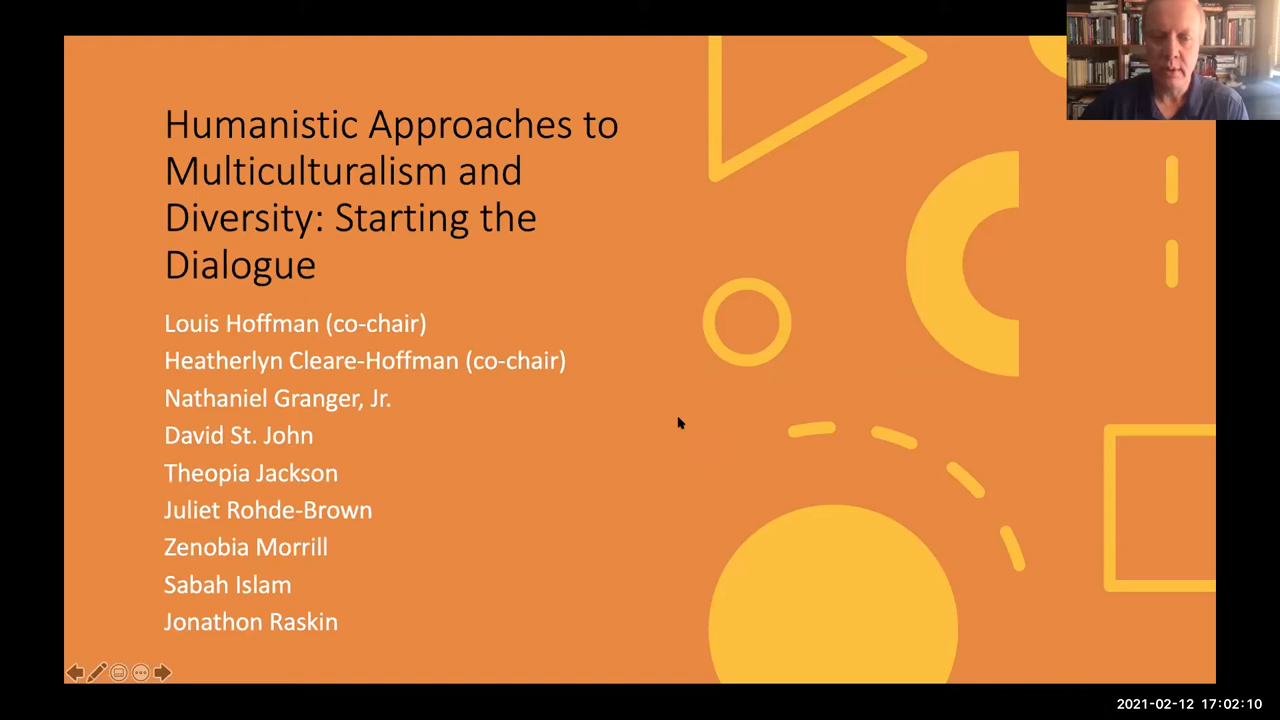 Humanistic Approaches to
Multiculturalism and
Diversity: Starting the
Dialogue
Louis Hoffman (co-chair)
Heatherlyn Cleare-Hoffman (co-chair)
Nathaniel Granger, Jr.
David St. John
Theopia Jackson
Juliet Rohde-Brown
Zenobia Morrill
Sabah Islam
Jonathon Raskin
2021-02-12 17:02:10